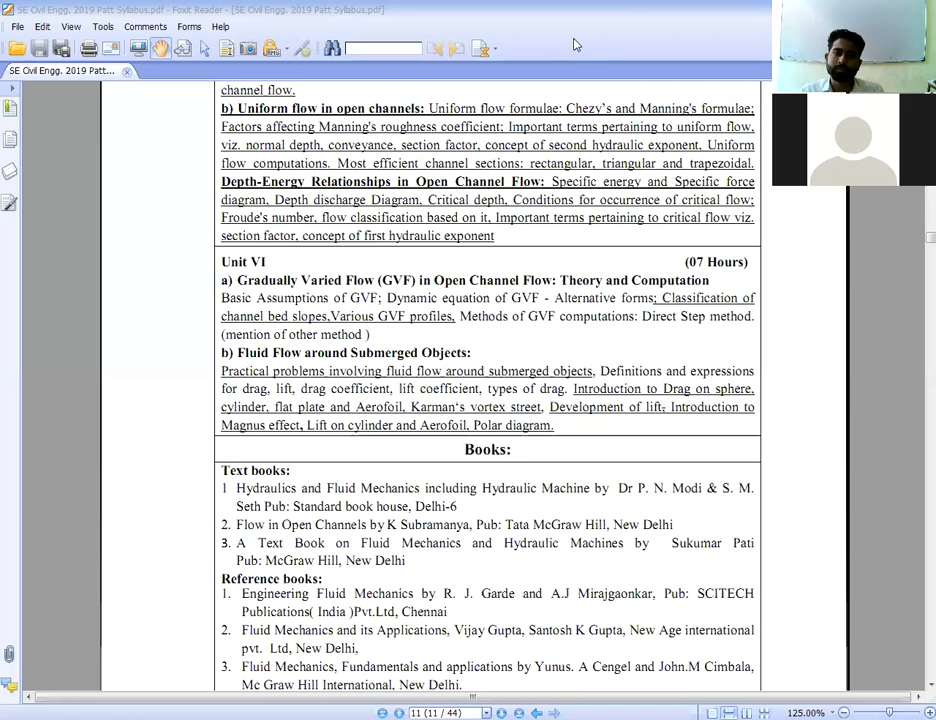 SE Civil Engg. 2019 Patt Syllabus.pdf - Foxit Reader - [SE Civil Engg. 2019 Patt Syllabus.pdf]
File Edit View Tools Comments Forms Help
SE Civil Engg. 2019 Patt...
channel flow.
b) Uniform flow in open channels: Uniform flow formulae: Chezy's and Manning's formulae;
Factors affecting Manning's roughness coefficient; Important terms pertaining to uniform flow,
viz. normal depth, conveyance, section factor, concept of second hydraulic exponent, Uniform
flow computations. Most efficient channel sections: rectangular, triangular and trapezoidal.
Depth-Energy Relationships in Open Channel Flow: Specific energy and Specific force
diagram, Depth discharge Diagram, Critical depth, Conditions for occurrence of critical flow;
Froude's number, flow classification based on it, Important terms pertaining to critical flow viz.
section factor, concept of first hydraulic exponent
Unit VI (07 Hours)
a) Gradually Varied Flow (GVF) in Open Channel Flow: Theory and Computation
Basic Assumptions of GVF; Dynamic equation of GVF - Alternative forms; Classification of
channel bed slopes,Various GVF profiles, Methods of GVF computations: Direct Step method.
(mention of other method )
b) Fluid Flow around Submerged Objects:
Practical problems involving fluid flow around submerged objects, Definitions and expressions
for drag, lift, drag coefficient, lift coefficient, types of drag. Introduction to Drag on sphere,
cylinder, flat plate and Aerofoil, Karman's vortex street, Development of lift, Introduction to
Magnus effect, Lift on cylinder and Aerofoil, Polar diagram.
Books:
Text books:
1 Hydraulics and Fluid Mechanics including Hydraulic Machine by Dr P. N. Modi & S. M.
Seth Pub: Standard book house, Delhi-6
2. Flow in Open Channels by K Subramanya, Pub: Tata McGraw Hill, New Delhi
3. A Text Book on Fluid Mechanics and Hydraulic Machines by Sukumar Pati
Pub: McGraw Hill, New Delhi
Reference books:
1. Engineering Fluid Mechanics by R. J. Garde and A.J Mirajgaonkar, Pub: SCITECH
Publications( India )Pvt.Ltd, Chennai
2. Fluid Mechanics and its Applications, Vijay Gupta, Santosh K Gupta, New Age international
pvt. Ltd, New Delhi,
3. Fluid Mechanics, Fundamentals and applications by Yunus. A Cengel and John.M Cimbala,
Mc Graw Hill International, New Delhi.
11 (11 / 44)
125.00%